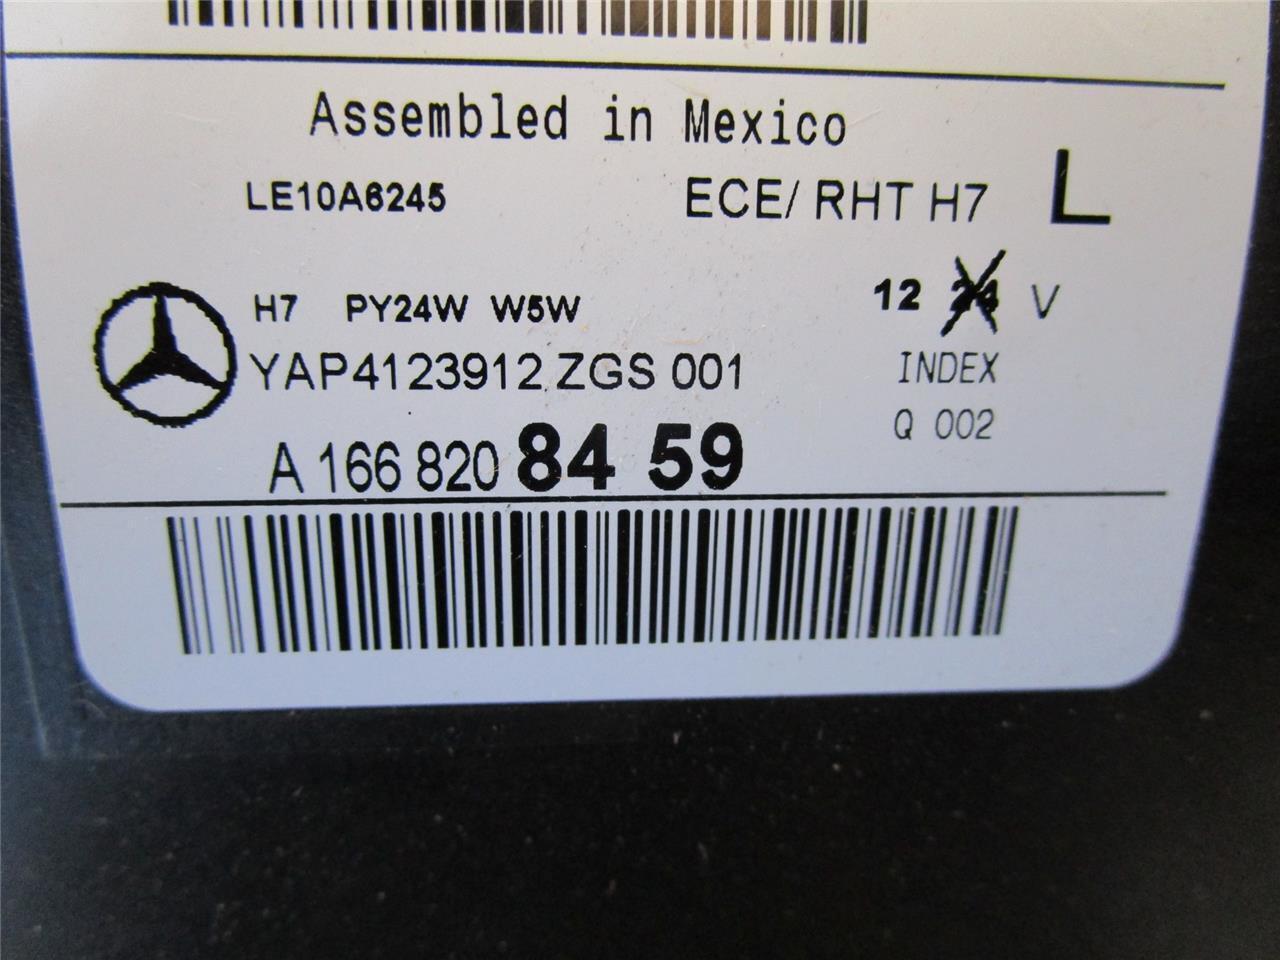 Assembled in Mexico
LE10A6245 ECE/ RHT H7 L
H7 PY24W W5W 12 24 V
YAP4123912 ZGS 001 INDEX
A 166 820 84 59 Q 002